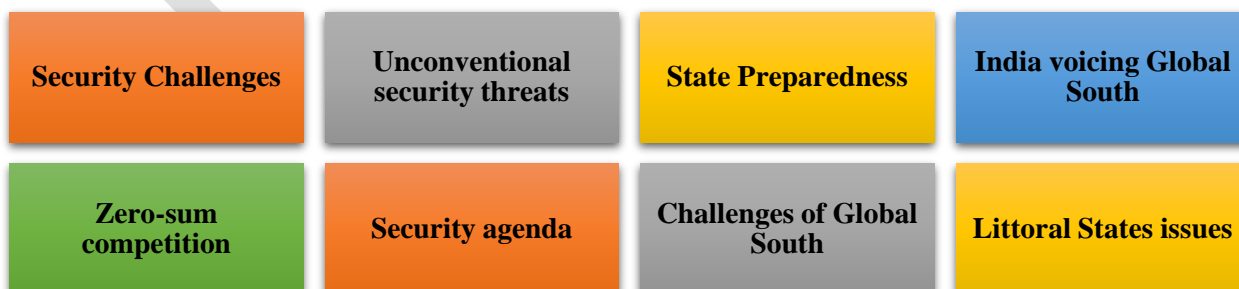 Security Challenges
Unconventional
security threats
State Preparedness
India voicing Global
South
Zero-sum
competition
Security agenda
Challenges of Global
South
Littoral States issues